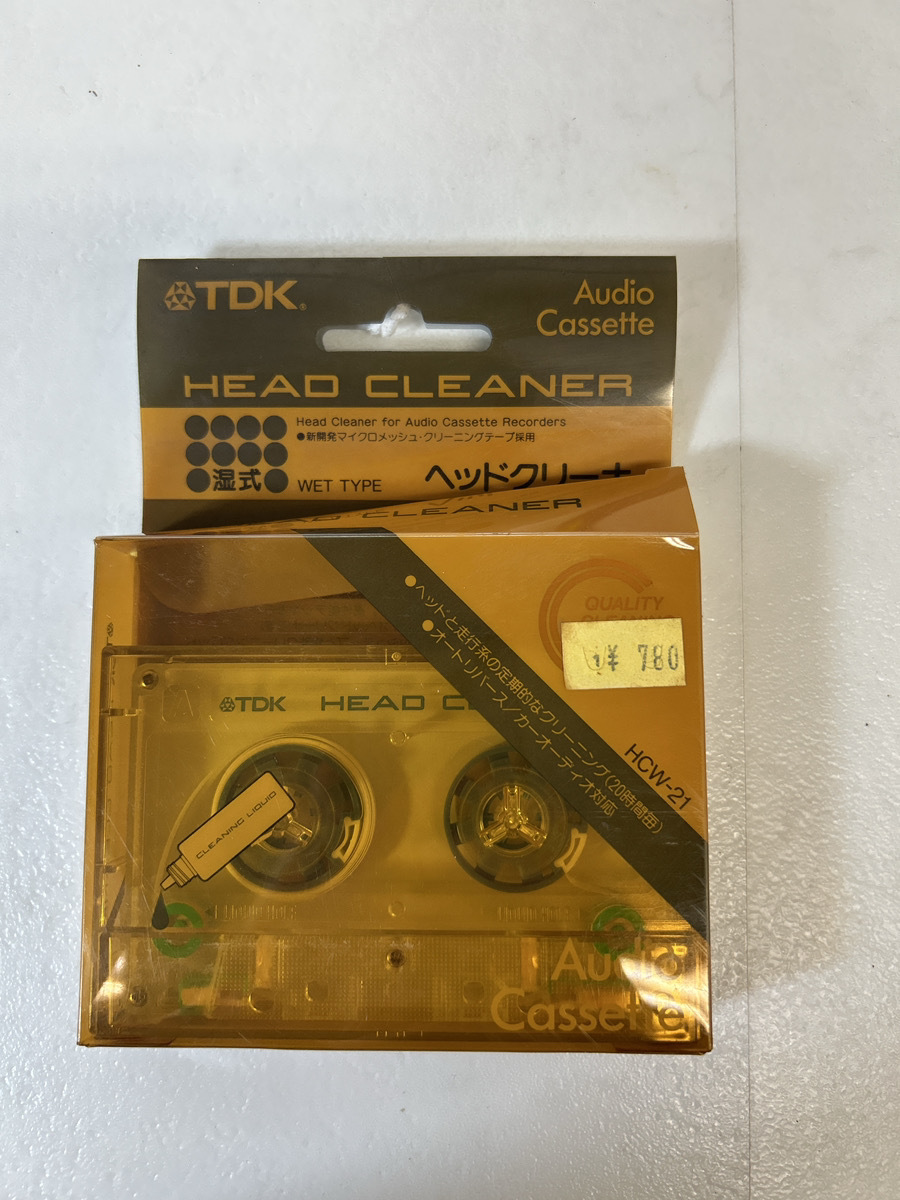 TDK®
Audio
Cassette
HEAD CLEANER
Head Cleaner for Audio Cassette Recorders
●新開発マイクロメッシュ・クリーニングテープ採用
湿式
WET TYPE
ヘッドクリーナ
HEAD CLEANER
QUALITY
●ヘッドと走行系の定期的なクリーニング(20時間毎)
●オートリバース/カーオーディオ対応
¥ 780
HCW-21
A
TDK HEAD CL
CLEANING LIQUID
Audio
Cassette